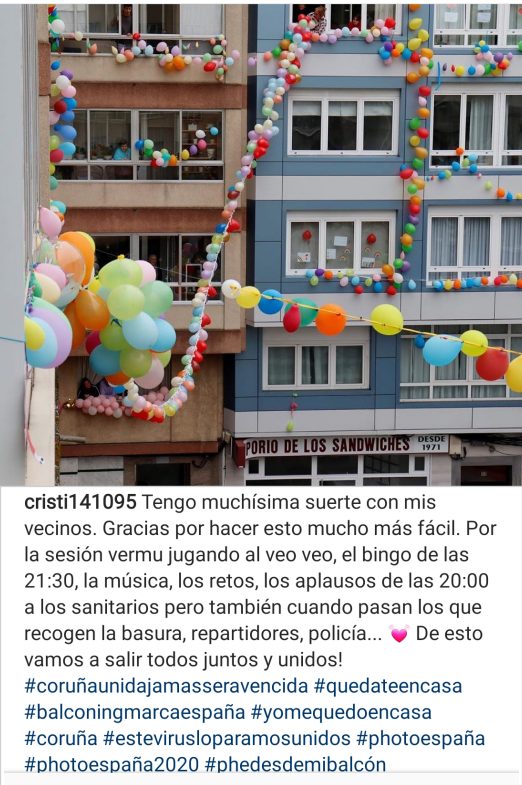 PORIO DE LOS SANDWICHES DESDE
1971
cristi141095 Tengo muchísima suerte con mis
vecinos. Gracias por hacer esto mucho más fácil. Por
la sesión vermu jugando al veo veo, el bingo de las
21:30, la música, los retos, los aplausos de las 20:00
a los sanitarios pero también cuando pasan los que
recogen la basura, repartidores, policía... 💓 De esto
vamos a salir todos juntos y unidos!
#coruñaunidajamasseravencida #quedateencasa
#balconingmarcaespaña #yomequedoencasa
#coruña #estevirusloparamosunidos #photoespaña
#photoespaña2020 #phedesdemibalcón